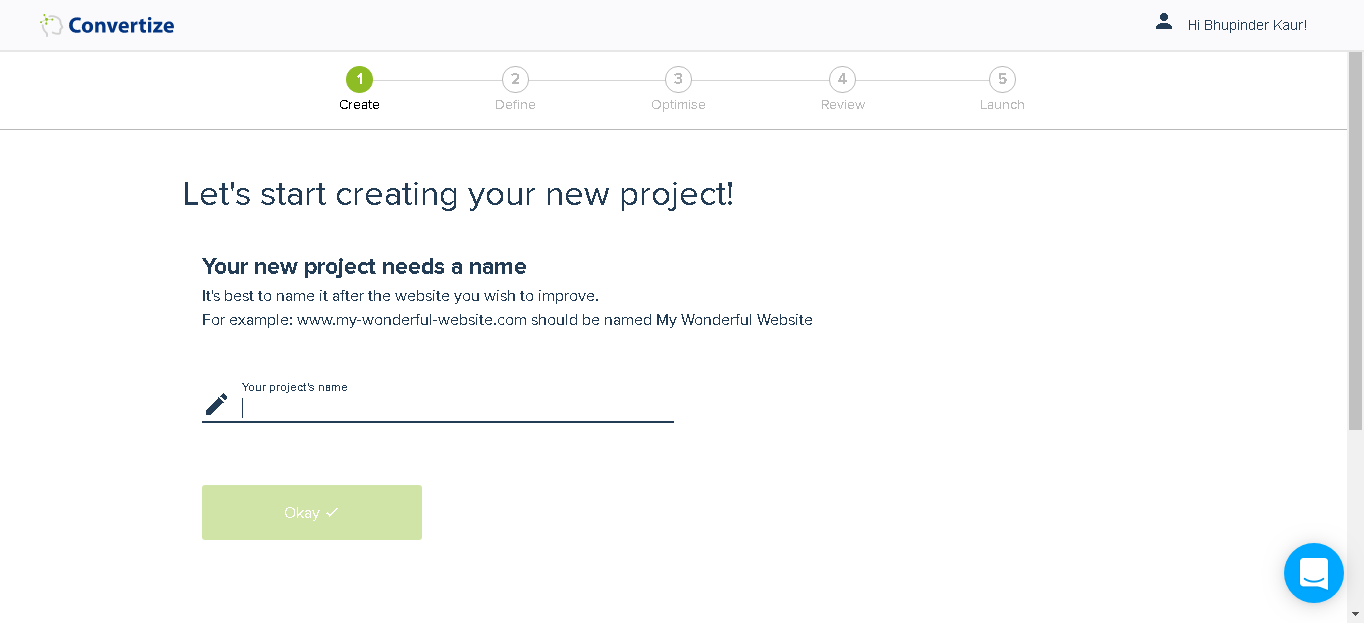 Convertize
Hi Bhupinder Kaur!
1 2 3 4 5
Create Define Optimise Review Launch
Let's start creating your new project!
Your new project needs a name
It's best to name it after the website you wish to improve.
For example: www.my-wonderful-website.com should be named My Wonderful Website
Your project's name
Okay ✓